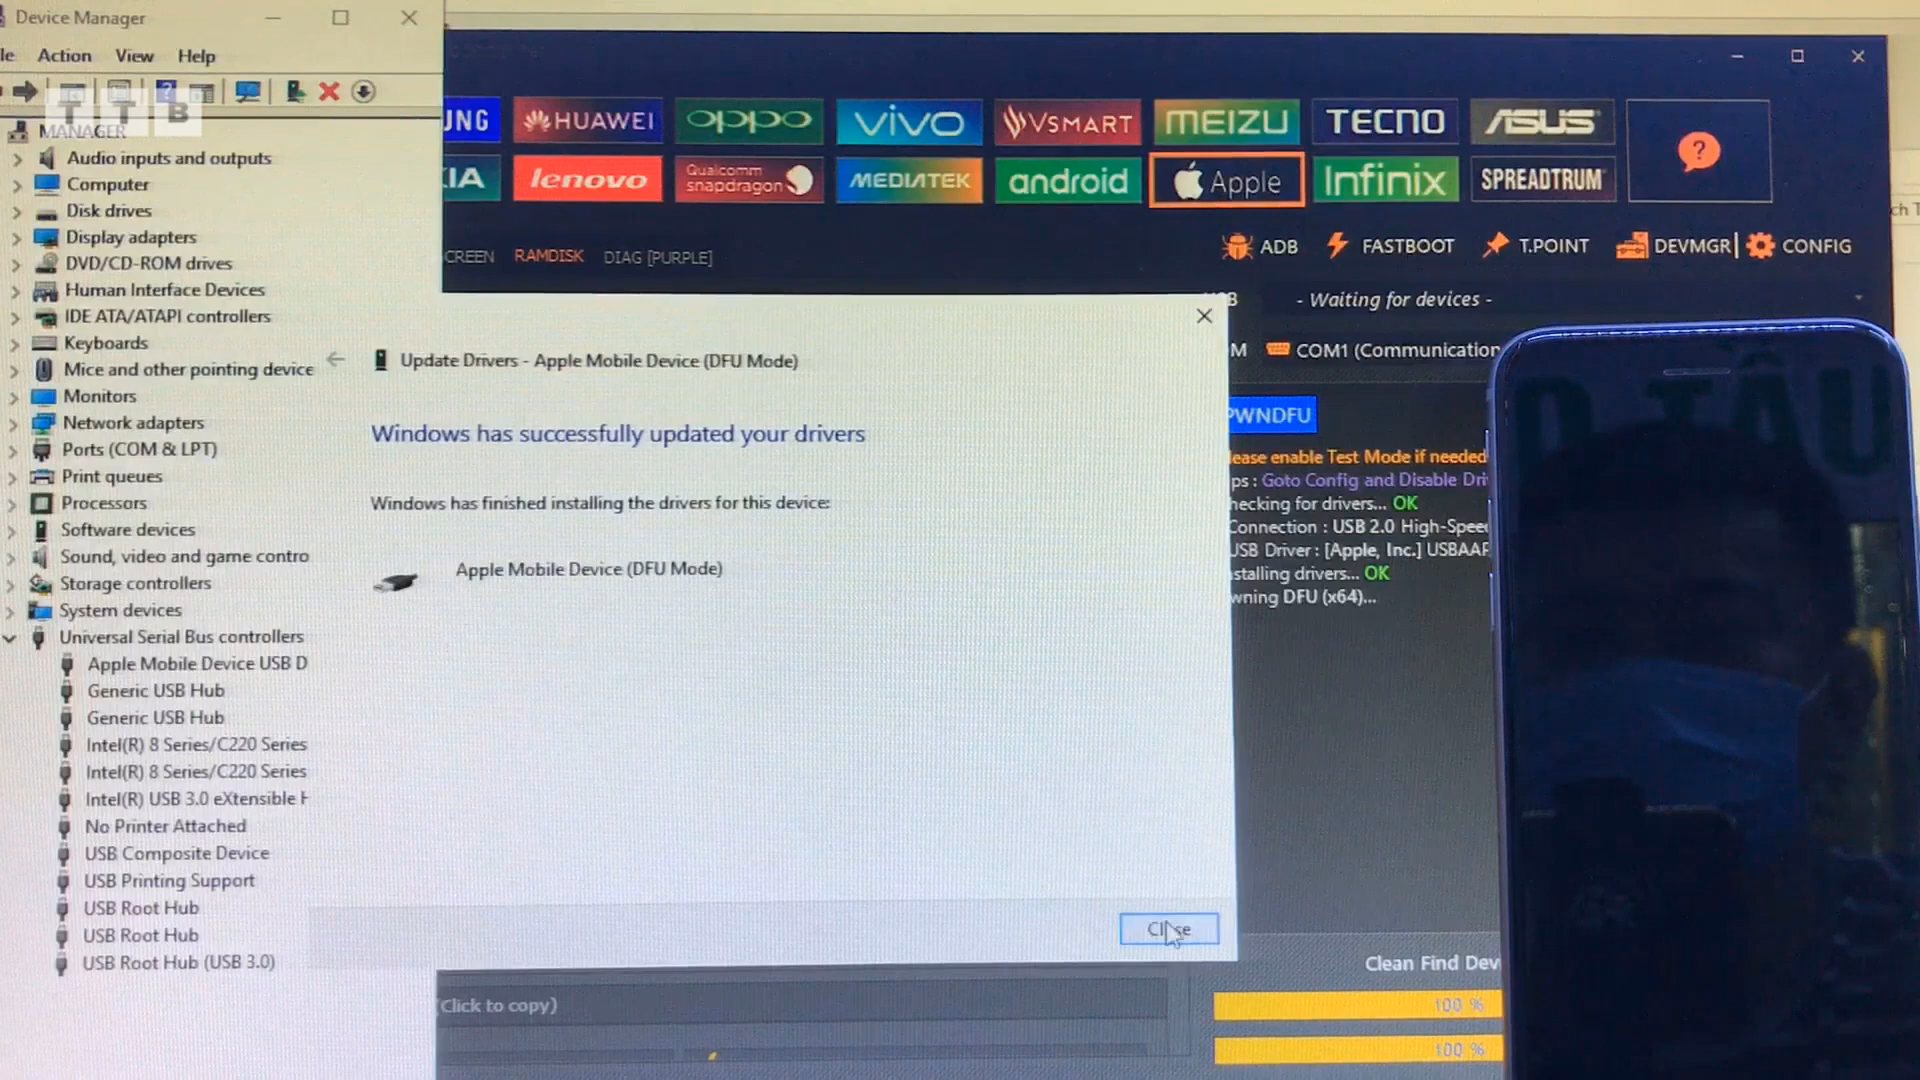 Device Manager
Action View Help
TTB
MANAGER
Audio inputs and outputs
Computer
Disk drives
Display adapters
DVD/CD-ROM drives
Human Interface Devices
IDE ATA/ATAPI controllers
Keyboards
Mice and other pointing device
Monitors
Network adapters
Ports (COM & LPT)
Print queues
Processors
Software devices
Sound, video and game contro
Storage controllers
System devices
Universal Serial Bus controllers
Apple Mobile Device USB D
Generic USB Hub
Generic USB Hub
Intel(R) 8 Series/C220 Series
Intel(R) 8 Series/C220 Series
Intel(R) USB 3.0 eXtensible H
No Printer Attached
USB Composite Device
USB Printing Support
USB Root Hub
USB Root Hub
USB Root Hub (USB 3.0)
UNG HUAWEI oppo vivo VSMART MEIZU TECNO ASUS ?
KIA lenovo Qualcomm snapdragon MEDIATEK android Apple Infinix SPREADTRUM
CREEN RAMDISK DIAG [PURPLE]
ADB FASTBOOT T.POINT DEVMGR CONFIG
- Waiting for devices -
COM1 (Communication
Update Drivers - Apple Mobile Device (DFU Mode)
Windows has successfully updated your drivers
Windows has finished installing the drivers for this device:
Apple Mobile Device (DFU Mode)
Close
PWNDFU
lease enable Test Mode if needed
ps : Goto Config and Disable Dri
hecking for drivers... OK
Connection : USB 2.0 High-Speed
USB Driver : [Apple, Inc.] USBAAP
stalling drivers... OK
wning DFU (x64)...
(Click to copy)
Clean Find Dev
100 %
100 %